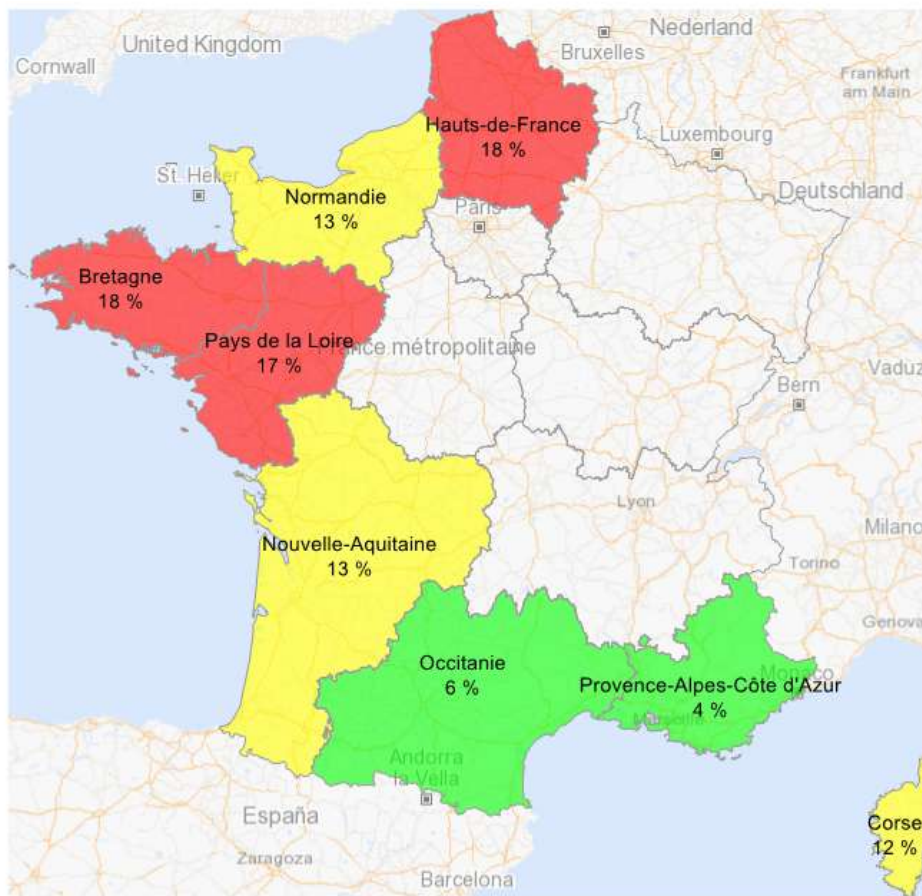 United Kingdom
Nederland
Cornwall
Bruxelles
Frankfurt
am Main
Hauts-de-France
18 %
Luxembourg
St. Hélier
Deutschland
Normandie
13 %
Paris
Bretagne
18 %
Pays de la Loire
17 %
France métropolitaine
Vaduz
Bern
Lyon
Milano
Nouvelle-Aquitaine
13 %
Torino
Genova
Occitanie
6 %
Monaco
Provence-Alpes-Côte d'Azur
4 %
Marseille
Andorra
la Vella
España
Corse
12 %
Zaragoza
Barcelona